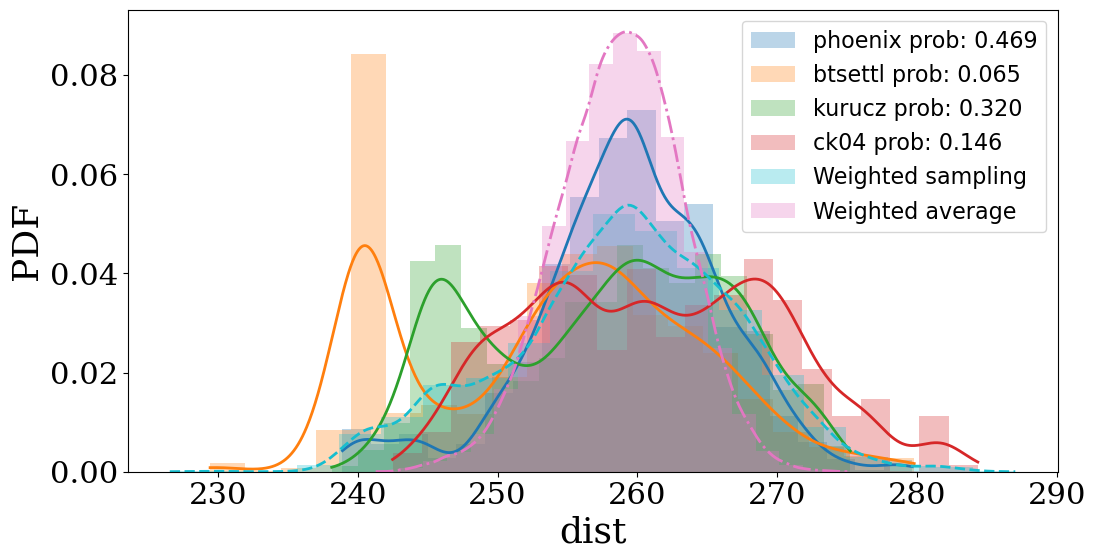 PDF
0.08
0.06
0.04
0.02
0.00
phoenix prob: 0.469
btsettl prob: 0.065
kurucz prob: 0.320
ck04 prob: 0.146
Weighted sampling
Weighted average
230 240 250 260 270 280 290
dist